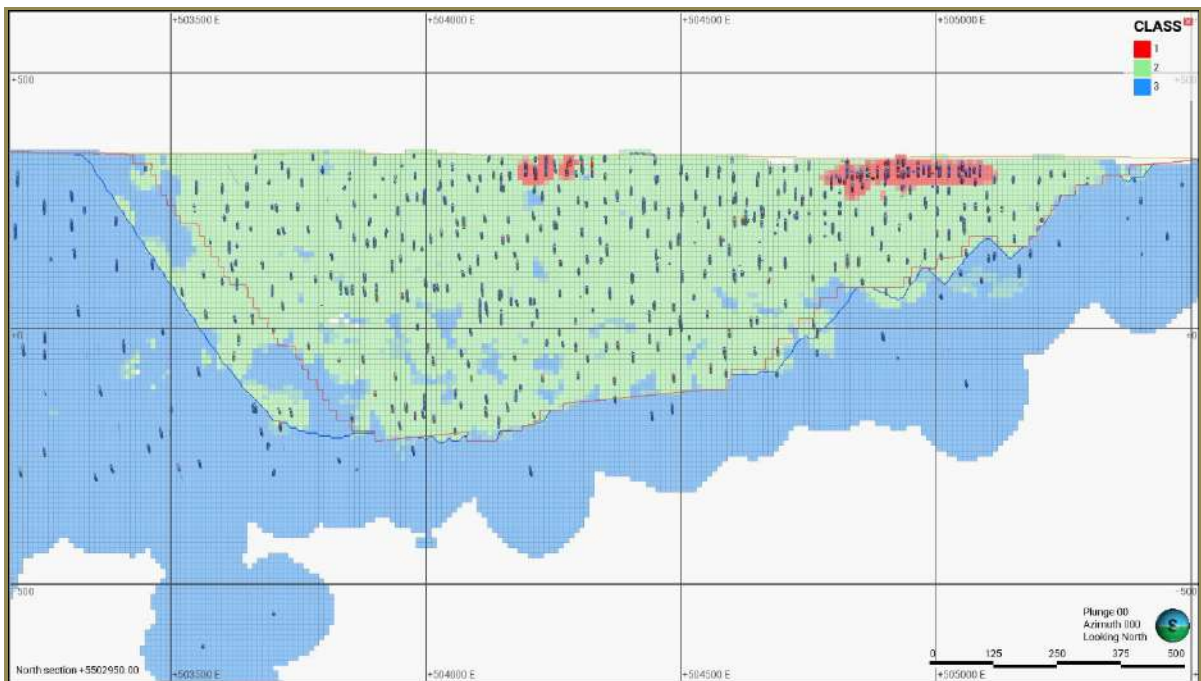 +503500 E
+504000 E
+504500 E
+505000 E
CLASS
1
2
3
+500
+500
+0
+0
-500
-500
Plunge 00
Azimuth 000
Looking North
S
0 125 250 375 500
North section +5502950.00
+503500 E
+504000 E
+504500 E
+505000 E